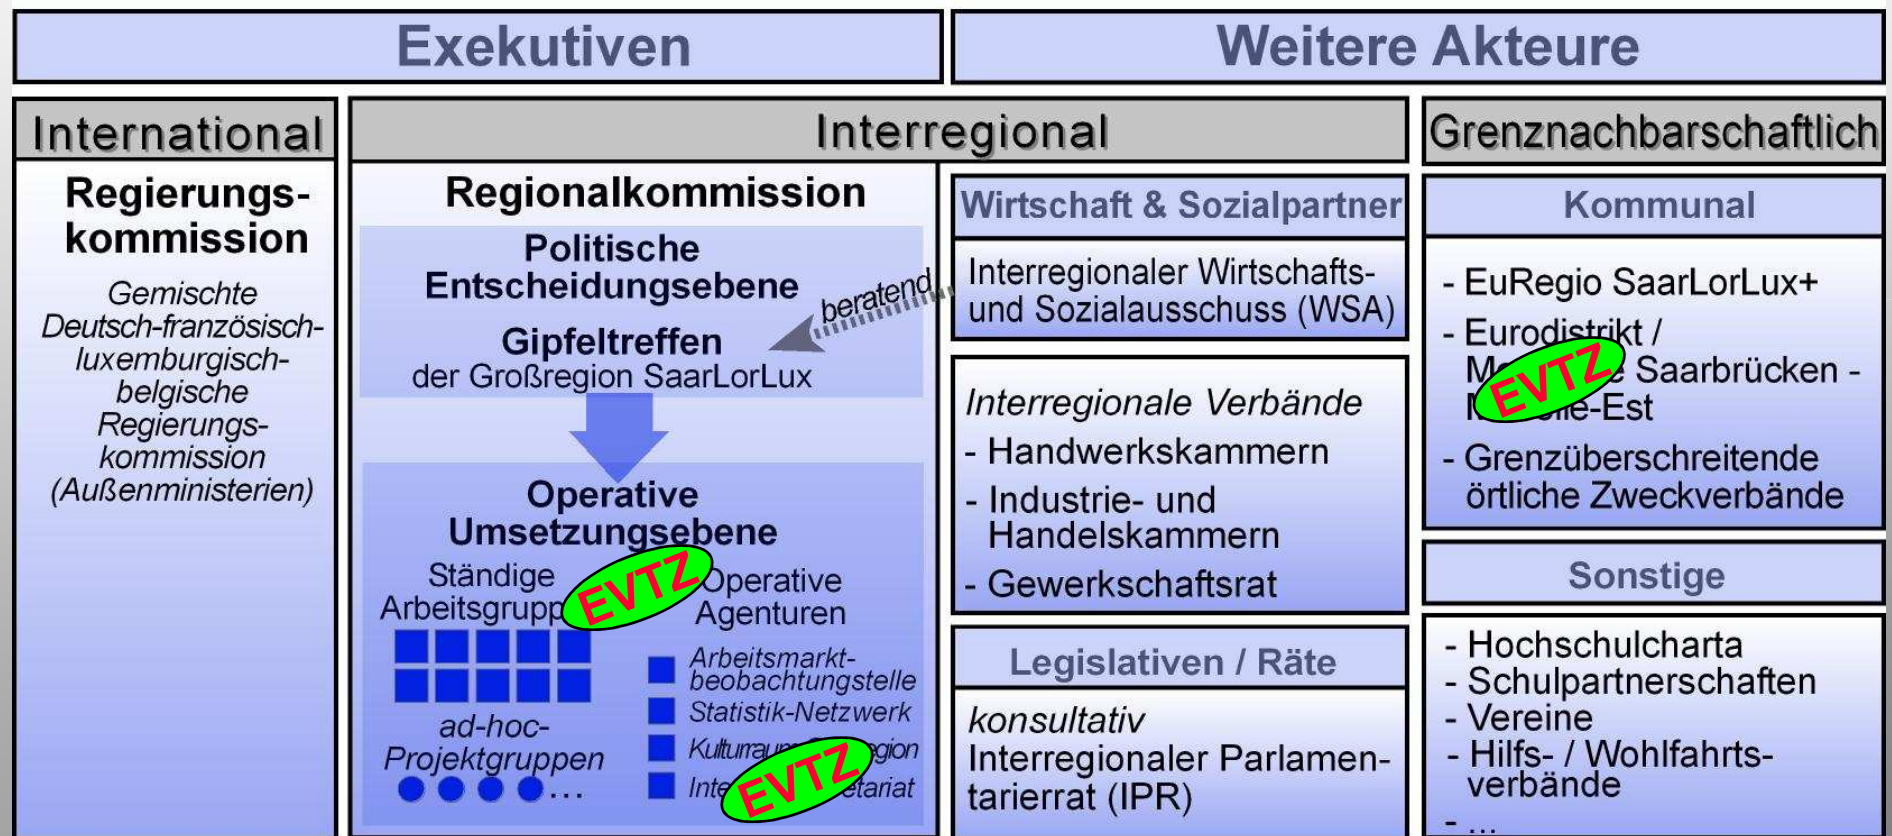 Exekutiven
Weitere Akteure
International
Interregional
Grenznachbarschaftlich
Regierungs-
kommission
Gemischte
Deutsch-französisch-
luxemburgisch-
belgische
Regierungs-
kommission
(Außenministerien)
Regionalkommission
Politische
Entscheidungsebene
Gipfeltreffen
der Großregion SaarLorLux
beratend
Operative
Umsetzungsebene
Ständige
EVTZ
Operative
Agenturen
Arbeitsmarkt-
beobachtungstelle
Statistik-Netzwerk
ad-hoc-
Projektgruppen
...
EVTZ
Wirtschaft & Sozialpartner
Interregionaler Wirtschafts-
und Sozialausschuss (WSA)
Interregionale Verbände
- Handwerkskammern
- Industrie- und
Handelskammern
- Gewerkschaftsrat
Legislativen / Räte
konsultativ
Interregionaler Parlamen-
tarierrat (IPR)
Kommunal
- EuRegio SaarLorLux+
- Eurodistrikt /
Saarbrücken -
EVTZ
- Grenzüberschreitende
örtliche Zweckverbände
Sonstige
- Hochschulcharta
- Schulpartnerschaften
- Vereine
- Hilfs- / Wohlfahrts-
verbände
- ...